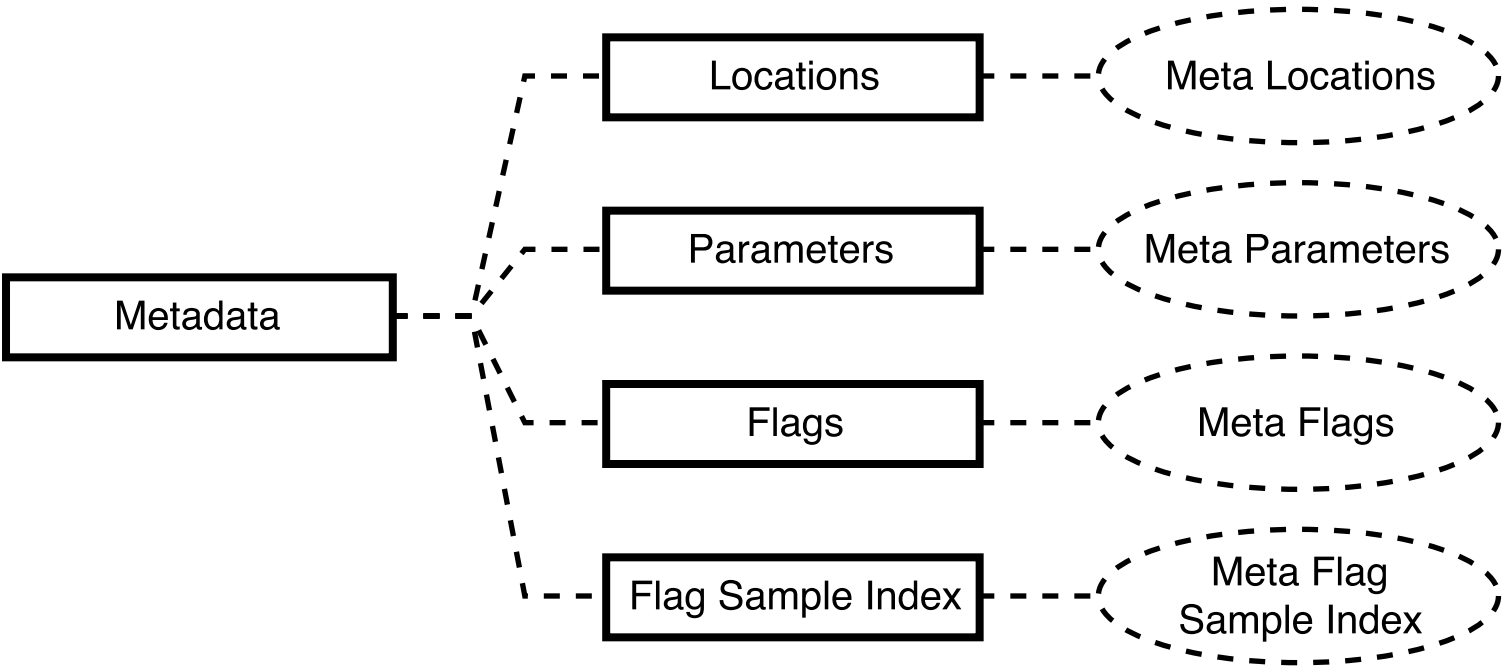 Locations
Meta Locations
Parameters
Meta Parameters
Metadata
Flags
Meta Flags
Flag Sample Index
Meta Flag
Sample Index